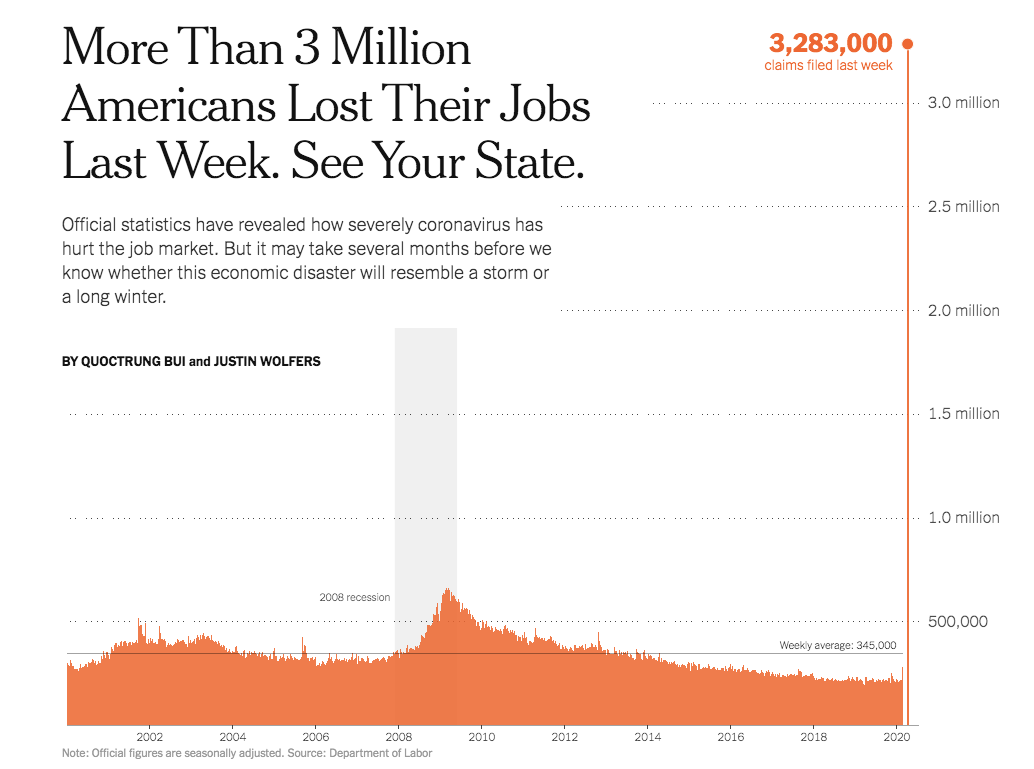 More Than 3 Million
Americans Lost Their Jobs
Last Week. See Your State.
3,283,000
claims filed last week
3.0 million
2.5 million
Official statistics have revealed how severely coronavirus has
hurt the job market. But it may take several months before we
know whether this economic disaster will resemble a storm or
a long winter.
2.0 million
BY QUOCTRUNG BUI and JUSTIN WOLFERS
1.5 million
1.0 million
2008 recession
500,000
Weekly average: 345,000
2002 2004 2006 2008 2010 2012 2014 2016 2018 2020
Note: Official figures are seasonally adjusted. Source: Department of Labor